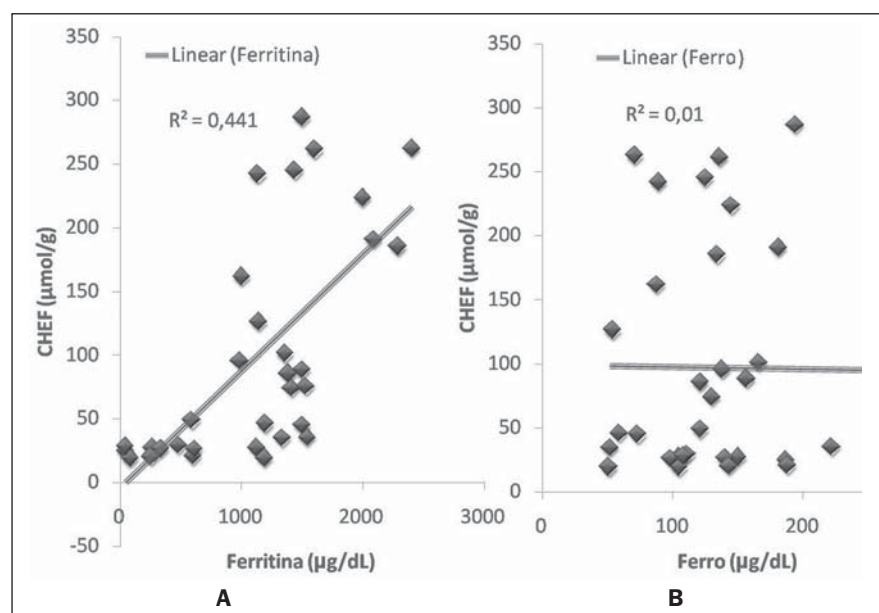 350
300
250
200
150
100
50
0
-50
CHEF (µmol/g)
Linear (Ferritina)
R² = 0,441
0 1000 2000 3000
Ferritina (µg/dL)
A
350
300
250
200
150
100
50
0
CHEF (µmol/g)
Linear (Ferro)
R² = 0,01
0 100 200
Ferro (µg/dL)
B